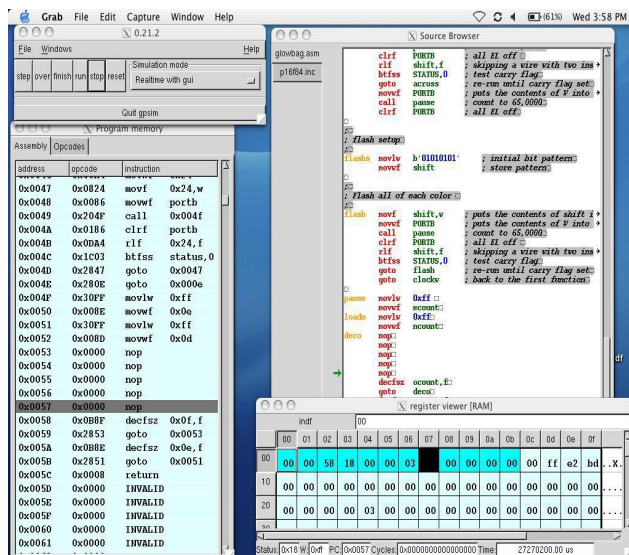 Grab File Edit Capture Window Help (61%) Wed 3:58 PM
X 0.21.2
File Windows Help
step over finish run stop reset
Simulation mode
Realtime with gui
Quit gpsim
X Program memory
Assembly Opcodes
address opcode instruction
0x0047 0x0824 movf 0x24,w
0x0048 0x0086 movwf portb
0x0049 0x204F call 0x004f
0x004A 0x0186 clrf portb
0x004B 0x0DA4 rlf 0x24,f
0x004C 0x1C03 btfss status,0
0x004D 0x2847 goto 0x0047
0x004E 0x280E goto 0x000e
0x004F 0x30FF movlw 0xff
0x0050 0x008E movwf 0x0e
0x0051 0x30FF movlw 0xff
0x0052 0x008D movwf 0x0d
0x0053 0x0000 nop
0x0054 0x0000 nop
0x0055 0x0000 nop
0x0056 0x0000 nop
0x0057 0x0000 nop
0x0058 0x0B8F decfsz 0x0f,f
0x0059 0x2853 goto 0x0053
0x005A 0x0B8E decfsz 0x0e,f
0x005B 0x2851 goto 0x0051
0x005C 0x0008 return
0x005D 0x0000 INVALID
0x005E 0x0000 INVALID
0x005F 0x0000 INVALID
0x0060 0x0000 INVALID
0x0061 0x0000 INVALID
X Source Browser
glowbag.asm
p16f84.inc
clrf PORTB ; all EL off
rlf shift,f ; skipping a wire with two ins
btfss STATUS,0 ; test carry flag
goto across ; re-run until carry flag set
movwf PORTB ; puts the contents of W into
call pause ; count to 65,0000
clrf PORTB ; all EL off
;
; flash setup
;
flashs movlw b'01010101' ; initial bit pattern
movwf shift ; store pattern
;
; Flash all of each color
;
flash movf shift,w ; puts the contents of shift i
movwf PORTB ; puts the contents of W into
call pause ; count to 65,0000
clrf PORTB ; all EL off
rlf shift,f ; skipping a wire with two ins
btfss STATUS,0 ; test carry flag
goto flash ; re-run until carry flag set
goto clockw ; back to the first function
pause movlw 0xff
movwf mcount
loadn movlw 0xff
movwf ncount
deco nop
nop
nop
nop
nop
decfsz ocount,f
goto deco
df
X register viewer [RAM]
indf 00
00 01 02 03 04 05 06 07 08 09 0a 0b 0c 0d 0e 0f
00 00 00 58 18 00 00 03 00 00 00 00 00 ff e2 bd ..X.
10 00 00 00 00 00 00 00 00 00 00 00 00 00 00 00 00 ....
20 00 00 00 00 03 00 00 00 00 00 00 00 00 00 00 00 ....
Status: 0x18 W: 0xff PC: 0x0057 Cycles: 0x0000000000000000 Time: 27270200.00 us